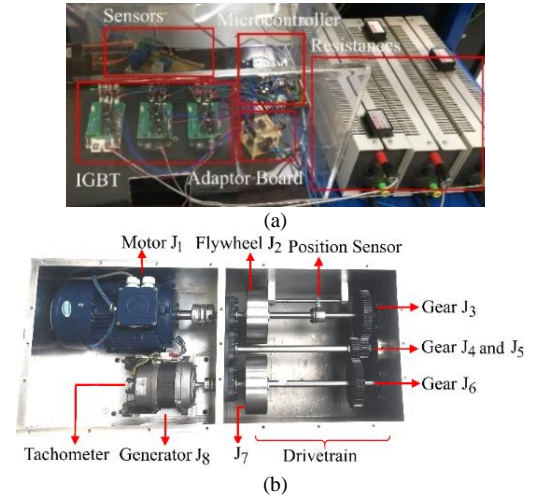 Sensors
Microcontroller
Resistances
IGBT
Adaptor Board
(a)
Motor J1 Flywheel J2 Position Sensor
Gear J3
Gear J4 and J5
Gear J6
Tachometer Generator J8 J7 Drivetrain
(b)